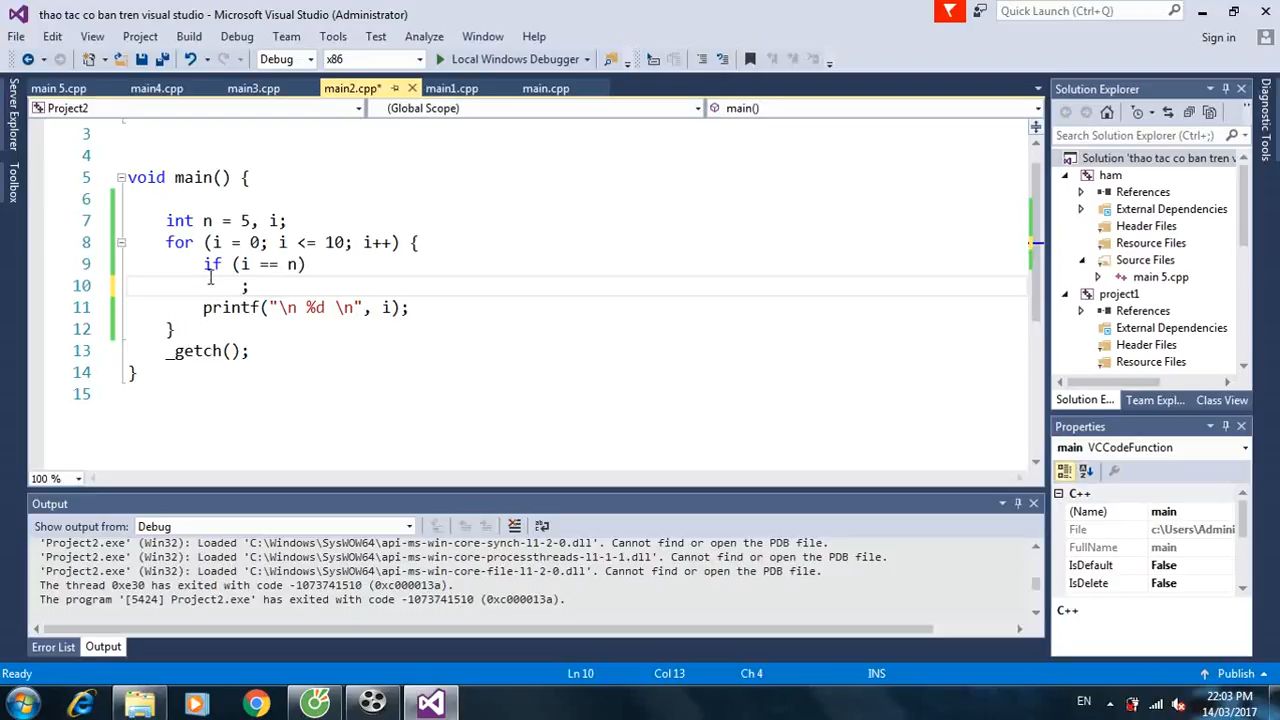 thao tac co ban tren visual studio - Microsoft Visual Studio (Administrator)
Quick Launch (Ctrl+Q)
File Edit View Project Build Debug Team Tools Test Analyze Window Help
Sign in
Debug x86 Local Windows Debugger
Server Explorer
Toolbox
main 5.cpp main4.cpp main3.cpp main2.cpp* main1.cpp main.cpp
Project2 (Global Scope) main()
3
4
5 void main() {
6
7 int n = 5, i;
8 for (i = 0; i <= 10; i++) {
9 if (i == n)
10 ;
11 printf("\n %d \n", i);
12 }
13 _getch();
14 }
15
100 %
Output
Show output from: Debug
'Project2.exe' (Win32): Loaded 'C:\Windows\SysWOW64\api-ms-win-core-synch-l1-2-0.dll'. Cannot find or open the PDB file.
'Project2.exe' (Win32): Loaded 'C:\Windows\SysWOW64\api-ms-win-core-processthreads-l1-1-1.dll'. Cannot find or open the PDB file.
'Project2.exe' (Win32): Loaded 'C:\Windows\SysWOW64\api-ms-win-core-file-l1-2-0.dll'. Cannot find or open the PDB file.
The thread 0xe30 has exited with code -1073741510 (0xc000013a).
The program '[5424] Project2.exe' has exited with code -1073741510 (0xc000013a).
Error List Output
Solution Explorer
Search Solution Explorer (Ctrl+;)
Solution 'thao tac co ban tren v
ham
References
External Dependencies
Header Files
Resource Files
Source Files
main 5.cpp
project1
References
External Dependencies
Header Files
Resource Files
Solution E... Team Expl... Class View
Properties
main VCCodeFunction
C++
(Name) main
File c:\Users\Admini
FullName main
IsDefault False
IsDelete False
C++
Diagnostic Tools
Ready Ln 10 Col 13 Ch 4 INS Publish
EN
22:03 PM
14/03/2017